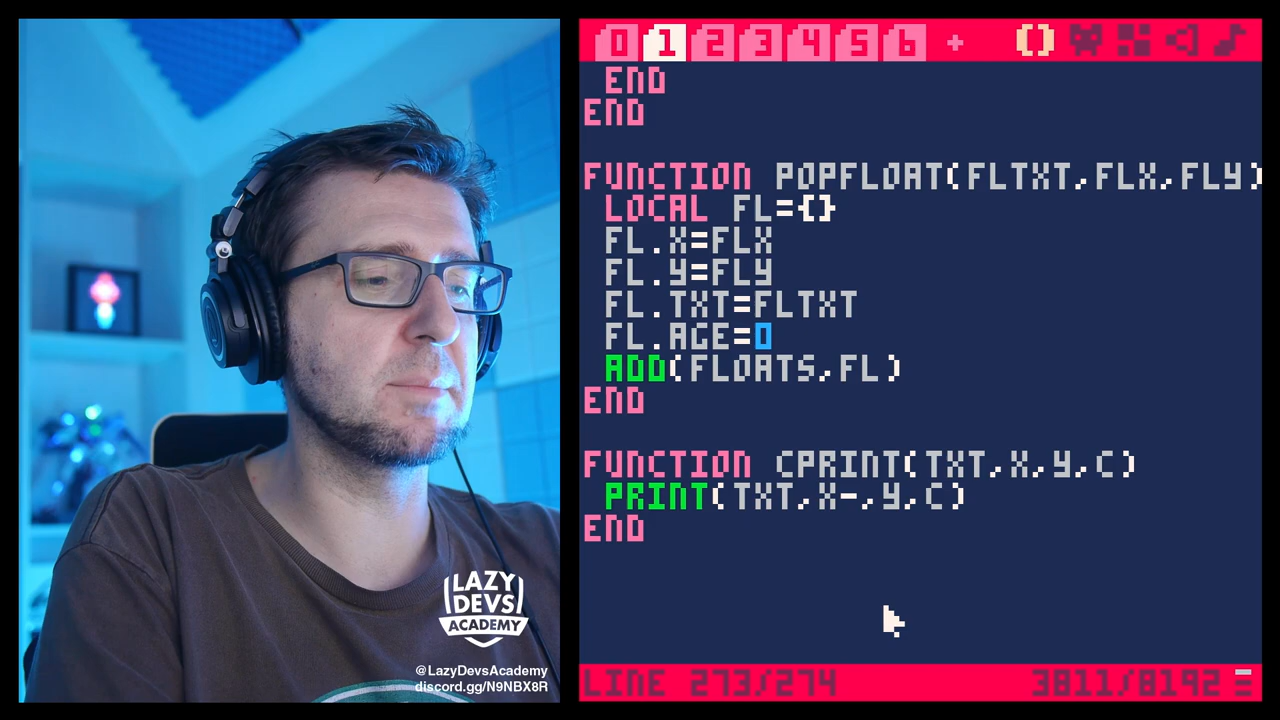 LAZY
DEVS
ACADEMY
@LazyDevsAcademy
discord.gg/N9NBX8R
0 1 2 3 4 5 6 + ()
END
END
FUNCTION POPFLOAT(FLTXT,FLX,FLY)
LOCAL FL={}
FL.X=FLX
FL.Y=FLY
FL.TXT=FLTXT
FL.AGE=0
ADD(FLOATS,FL)
END
FUNCTION CPRINT(TXT,X,Y,C)
PRINT(TXT,X-,Y,C)
END
LINE 273/274 3811/8192